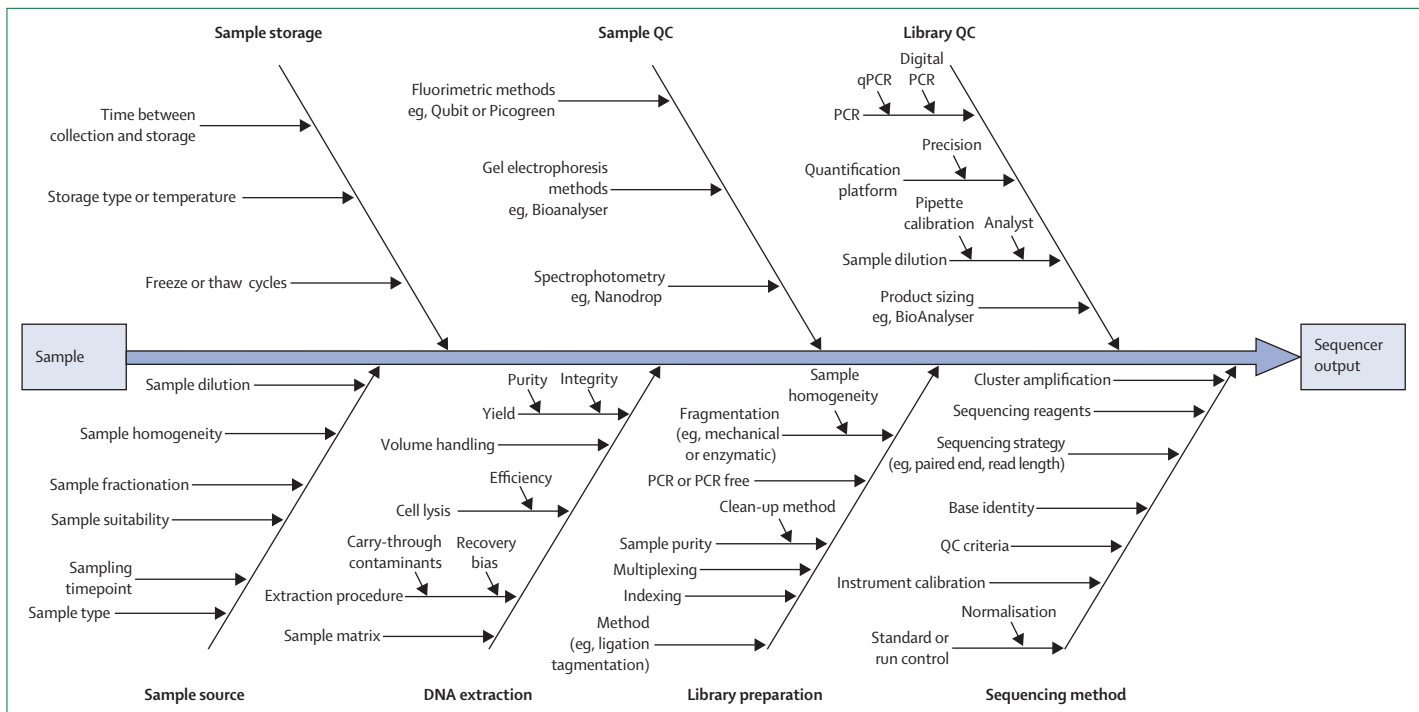 Sample storage
Time between
collection and storage
Storage type or temperature
Freeze or thaw cycles
Sample QC
Fluorimetric methods
eg, Qubit or Picogreen
Gel electrophoresis
methods
eg, Bioanalyser
Spectrophotometry
eg, Nanodrop
Library QC
Digital
PCR
qPCR
PCR
Precision
Quantification
platform
Pipette
calibration
Analyst
Sample dilution
Product sizing
eg, BioAnalyser
Sample
Sequencer
output
Sample dilution
Sample homogeneity
Sample fractionation
Sample suitability
Sampling
timepoint
Sample type
Sample source
Purity
Integrity
Yield
Volume handling
Efficiency
Cell lysis
Carry-through
contaminants
Recovery
bias
Extraction procedure
Sample matrix
DNA extraction
Sample
homogeneity
Fragmentation
(eg, mechanical
or enzymatic)
PCR or PCR free
Clean-up method
Sample purity
Multiplexing
Indexing
Method
(eg, ligation
tagmentation)
Library preparation
Cluster amplification
Sequencing reagents
Sequencing strategy
(eg, paired end, read length)
Base identity
QC criteria
Instrument calibration
Normalisation
Standard or
run control
Sequencing method